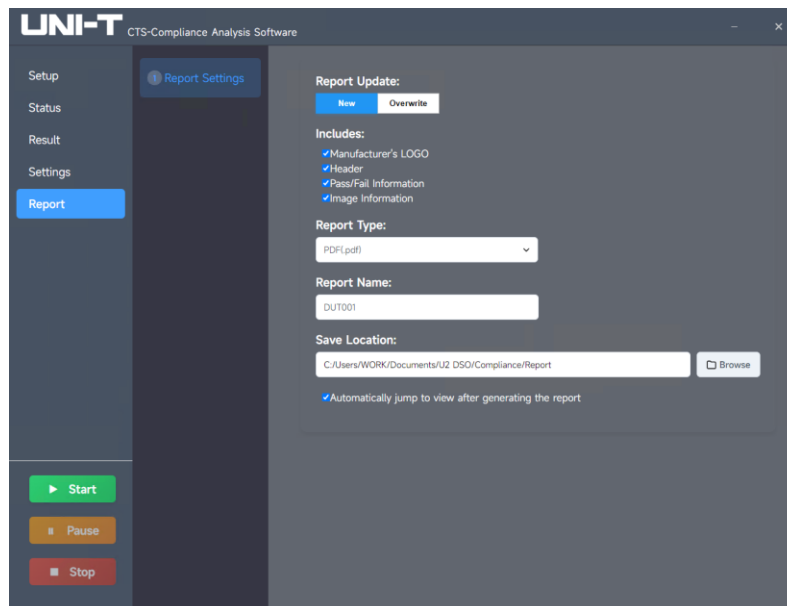 UNI-T CTS-Compliance Analysis Software
Setup
Status
Result
Settings
Report
1 Report Settings
Report Update:
New Overwrite
Includes:
Manufacturer's LOGO
Header
Pass/Fail Information
Image Information
Report Type:
PDF(.pdf)
Report Name:
DUT001
Save Location:
C:/Users/WORK/Documents/U2 DSO/Compliance/Report Browse
Automatically jump to view after generating the report
Start
Pause
Stop